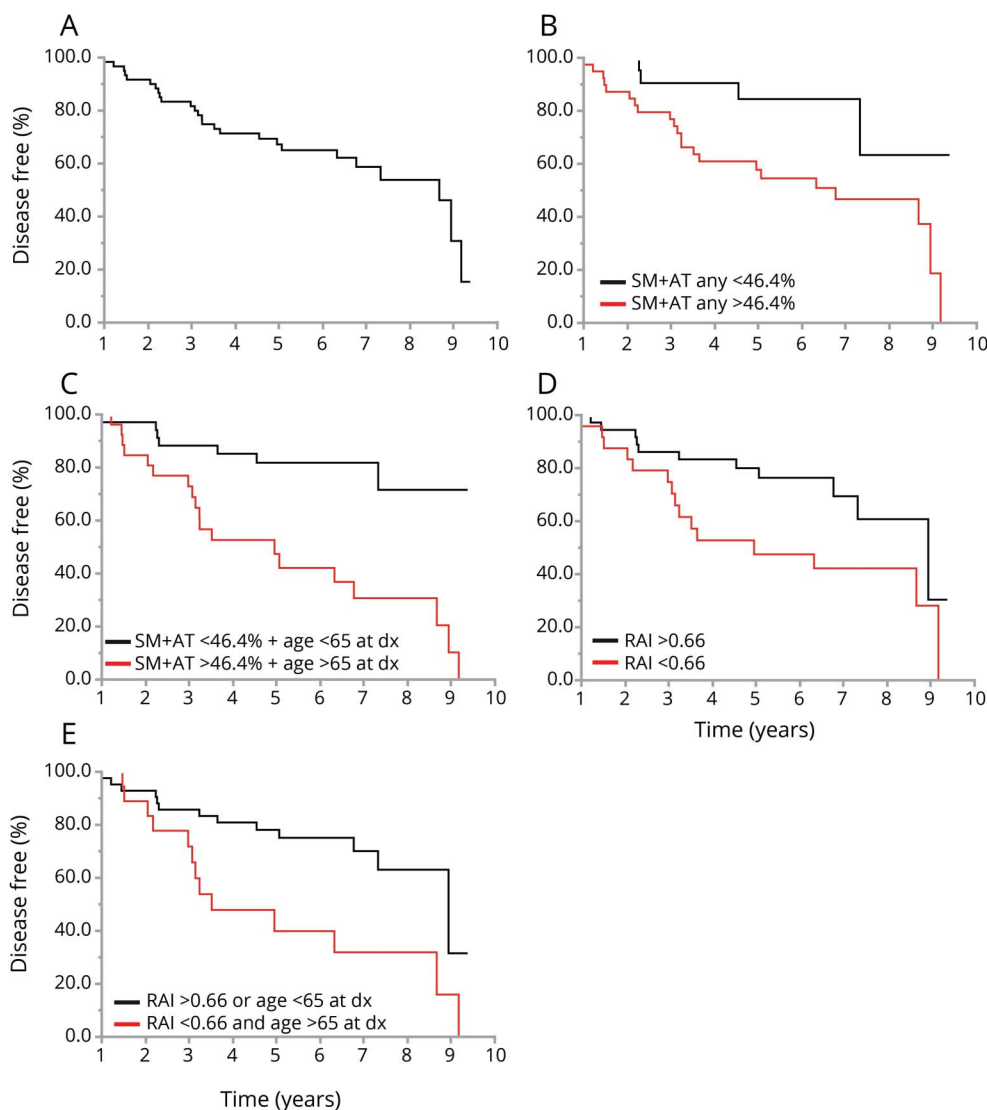 A
Disease free (%)
100.0
80.0
60.0
40.0
20.0
0.0
1 2 3 4 5 6 7 8 9 10
B
100.0
80.0
60.0
40.0
20.0
0.0
SM+AT any <46.4%
SM+AT any >46.4%
1 2 3 4 5 6 7 8 9 10
C
Disease free (%)
100.0
80.0
60.0
40.0
20.0
0.0
SM+AT <46.4% + age <65 at dx
SM+AT >46.4% + age >65 at dx
1 2 3 4 5 6 7 8 9 10
D
100.0
80.0
60.0
40.0
20.0
0.0
RAI >0.66
RAI <0.66
1 2 3 4 5 6 7 8 9 10
Time (years)
E
Disease free (%)
100.0
80.0
60.0
40.0
20.0
0.0
RAI >0.66 or age <65 at dx
RAI <0.66 and age >65 at dx
1 2 3 4 5 6 7 8 9 10
Time (years)